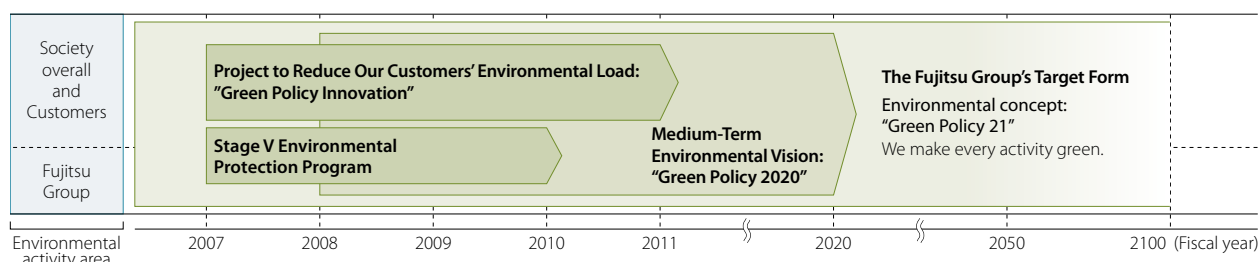 Society
overall
and
Customers
Fujitsu
Group
Environmental
activity area
Project to Reduce Our Customers’ Environmental Load:
”Green Policy Innovation”
Stage V Environmental
Protection Program
Medium-Term
Environmental Vision:
“Green Policy 2020”
The Fujitsu Group’s Target Form
Environmental concept:
“Green Policy 21”
We make every activity green.
2007 2008 2009 2010 2011 2020 2050 2100 (Fiscal year)